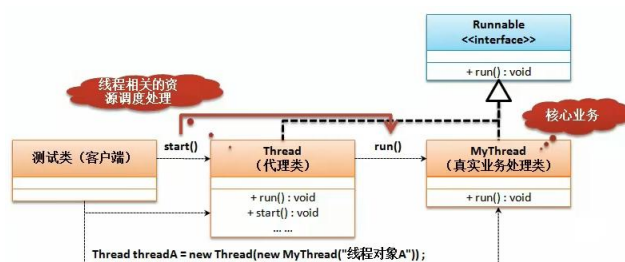 Runnable
<<interface>>
+ run() : void
线程相关的资
源调度处理
核心业务
测试类（客户端）
start()
Thread
（代理类）
run()
MyThread
（真实业务处理类）
+ run() : void
+ start() : void
... ...
+ run() : void
Thread threadA = new Thread(new MyThread("线程对象A")) ;